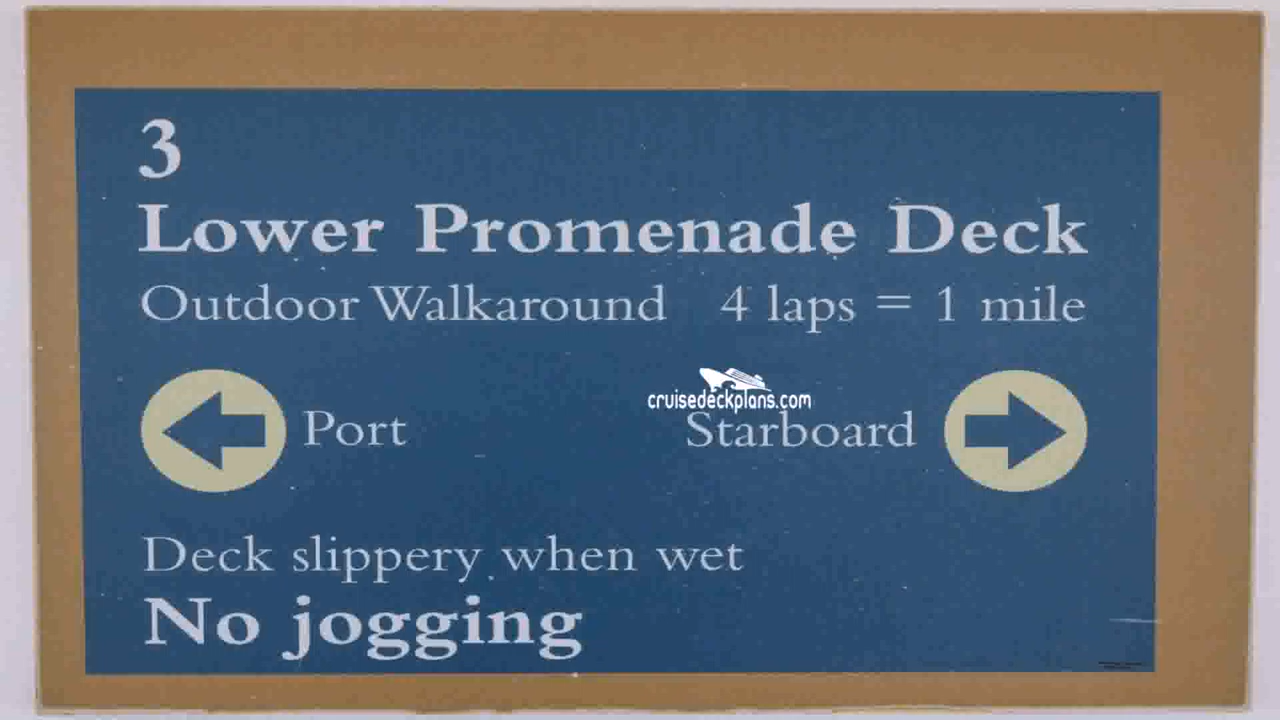 3
Lower Promenade Deck
Outdoor Walkaround 4 laps = 1 mile
cruisedeckplans.com
Port Starboard
Deck slippery when wet
No jogging